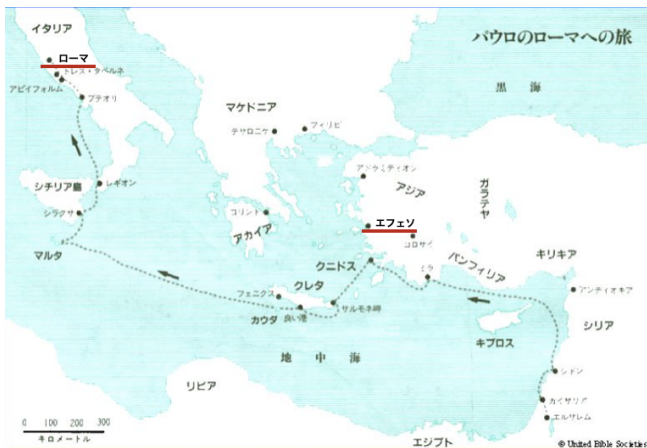 パウロのローマへの旅
イタリア
ローマ
トレス・タベルネ
アピイフォルム
プテオリ
黒海
マケドニア
フィリピ
テサロニケ
アドラミティオン
アジア
ガラテヤ
シチリア島
レギオン
シラクサ
コリント
アカイア
エフェソ
コロサイ
マルタ
クニドス
ミラ
パンフィリア
キリキア
アンティオキア
フェニクス
クレタ
サルモネ岬
カウダ
良い港
シリア
キプロス
地中海
シドン
リビア
カイサリア
エルサレム
0 100 200 300
キロメートル
エジプト
© United Bible Societies